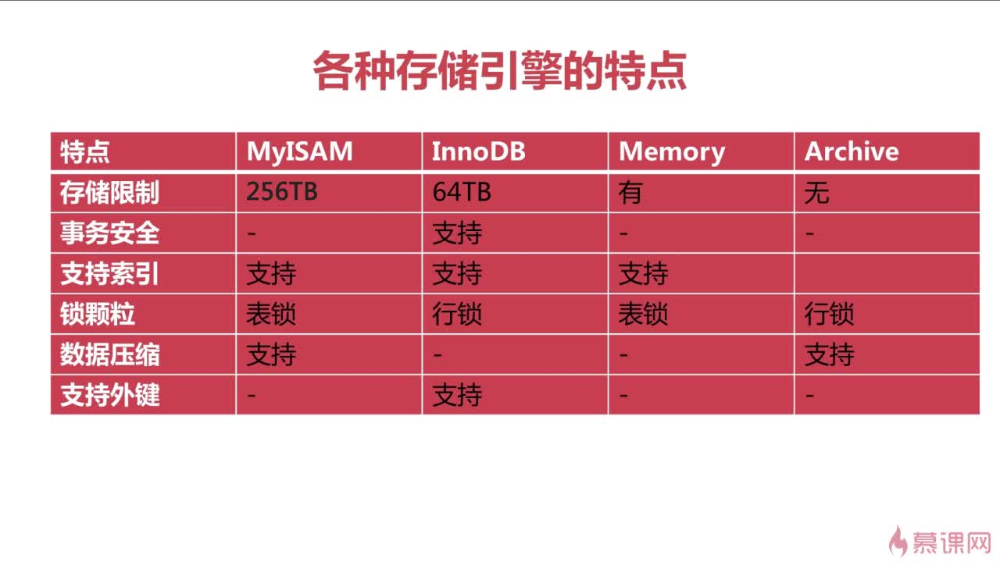 各种存储引擎的特点
特点 MyISAM InnoDB Memory Archive
存储限制 256TB 64TB 有 无
事务安全 - 支持 - -
支持索引 支持 支持 支持
锁颗粒 表锁 行锁 表锁 行锁
数据压缩 支持 - - 支持
支持外键 - 支持 - -
慕课网